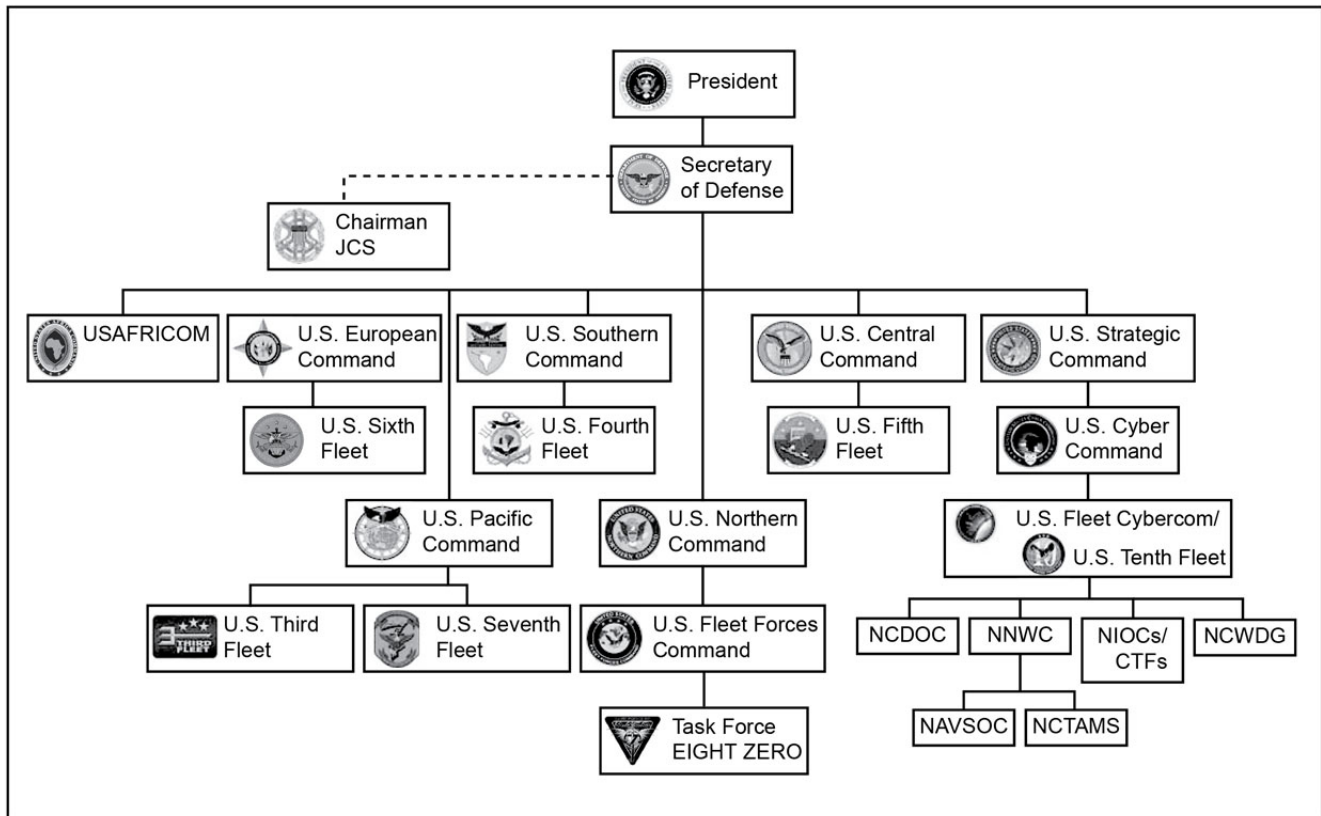 President
Secretary
of Defense
Chairman
JCS
USAFRICOM
U.S. European
Command
U.S. Southern
Command
U.S. Central
Command
U.S. Strategic
Command
U.S. Sixth
Fleet
U.S. Fourth
Fleet
U.S. Fifth
Fleet
U.S. Cyber
Command
U.S. Pacific
Command
U.S. Northern
Command
U.S. Fleet Cybercom/
U.S. Tenth Fleet
U.S. Third
Fleet
U.S. Seventh
Fleet
U.S. Fleet Forces
Command
NCDOC
NNWC
NIOCs/
CTFs
NCWDG
Task Force
EIGHT ZERO
NAVSOC
NCTAMS